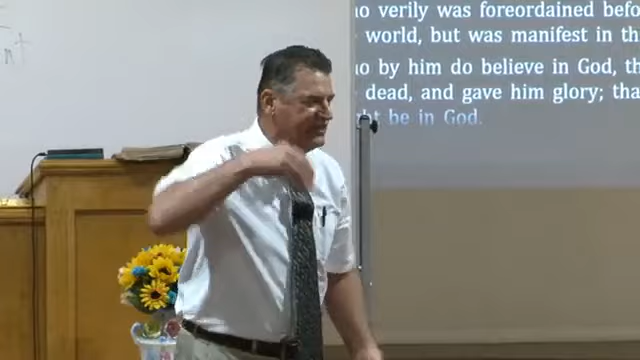 o verily was foreordained befo
world, but was manifest in th
o by him do believe in God, th
dead, and gave him glory; tha
ht be in God.